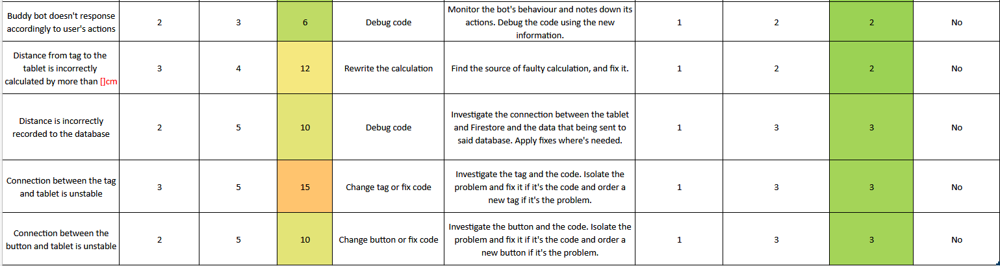 Buddy bot doesn't response
accordingly to user's actions
2
3
6
Debug code
Monitor the bot's behaviour and notes down its
actions. Debug the code using the new
information.
1
2
2
No
Distance from tag to the
tablet is incorrectly
calculated by more than []cm
3
4
12
Rewrite the calculation
Find the source of faulty calculation, and fix it.
1
2
2
No
Distance is incorrectly
recorded to the database
2
5
10
Debug code
Investigate the connection between the tablet
and Firestore and the data that being sent to
said database. Apply fixes where's needed.
1
3
3
No
Connection between the tag
and tablet is unstable
3
5
15
Change tag or fix code
Investigate the tag and the code. Isolate the
problem and fix it if it's the code and order a
new tag if it's the problem.
1
3
3
No
Connection between the
button and tablet is unstable
2
5
10
Change button or fix code
Investigate the button and the code. Isolate the
problem and fix it if it's the code and order a
new button if it's the problem.
1
3
3
No